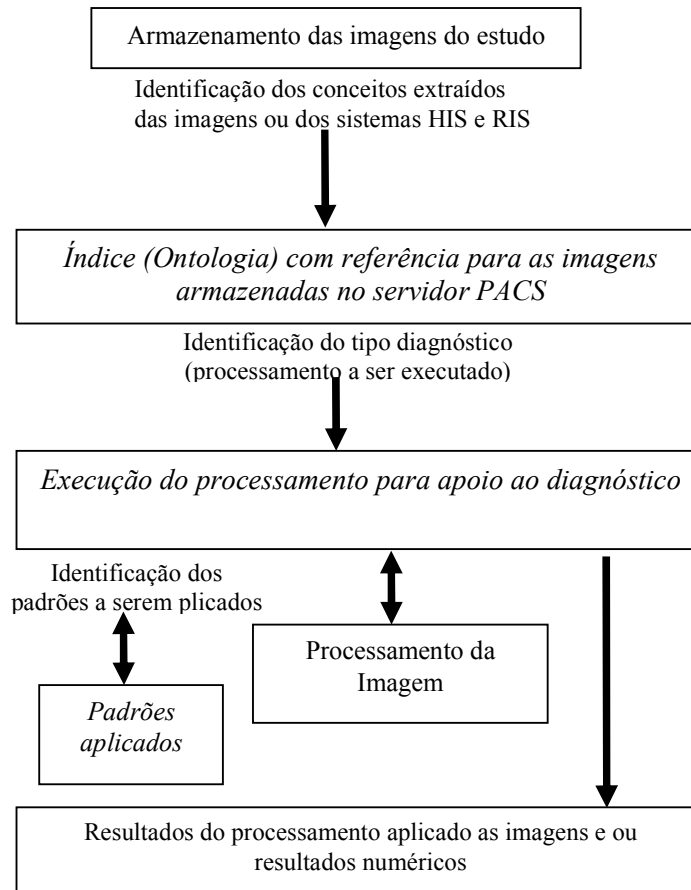 Armazenamento das imagens do estudo
Identificação dos conceitos extraídos
das imagens ou dos sistemas HIS e RIS
Índice (Ontologia) com referência para as imagens
armazenadas no servidor PACS
Identificação do tipo diagnóstico
(processamento a ser executado)
Execução do processamento para apoio ao diagnóstico
Identificação dos
padrões a serem plicados
Processamento da
Imagem
Padrões
aplicados
Resultados do processamento aplicado as imagens e ou
resultados numéricos